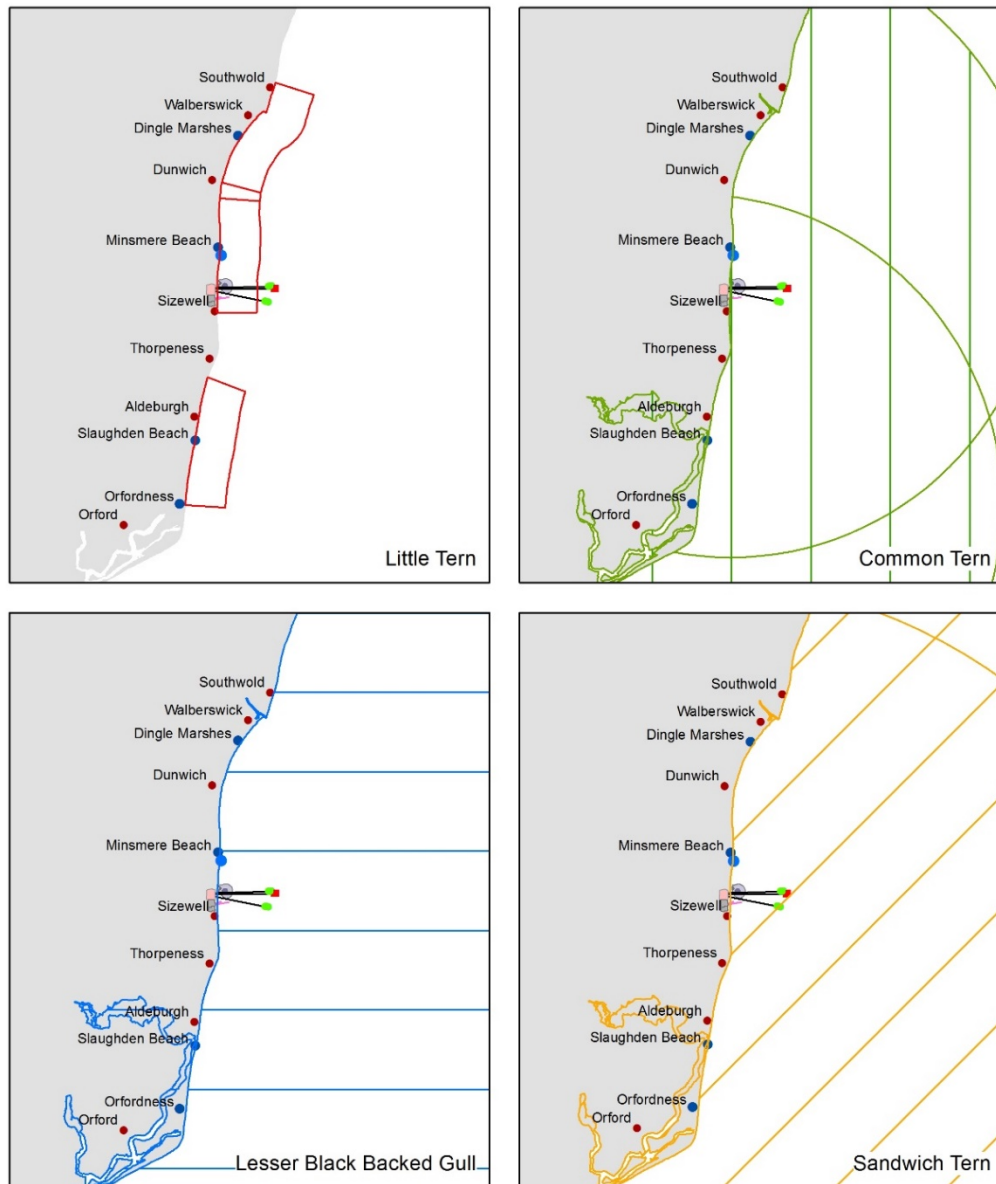 Southwold
Walberswick
Dingle Marshes
Dunwich
Minsmere Beach
Sizewell
Thorpeness
Aldeburgh
Slaughden Beach
Orfordness
Orford
Little Tern
Southwold
Walberswick
Dingle Marshes
Dunwich
Minsmere Beach
Sizewell
Thorpeness
Aldeburgh
Slaughden Beach
Orfordness
Orford
Common Tern
Southwold
Walberswick
Dingle Marshes
Dunwich
Minsmere Beach
Sizewell
Thorpeness
Aldeburgh
Slaughden Beach
Orfordness
Orford
Lesser Black Backed Gull
Southwold
Walberswick
Dingle Marshes
Dunwich
Minsmere Beach
Sizewell
Thorpeness
Aldeburgh
Slaughden Beach
Orfordness
Orford
Sandwich Tern